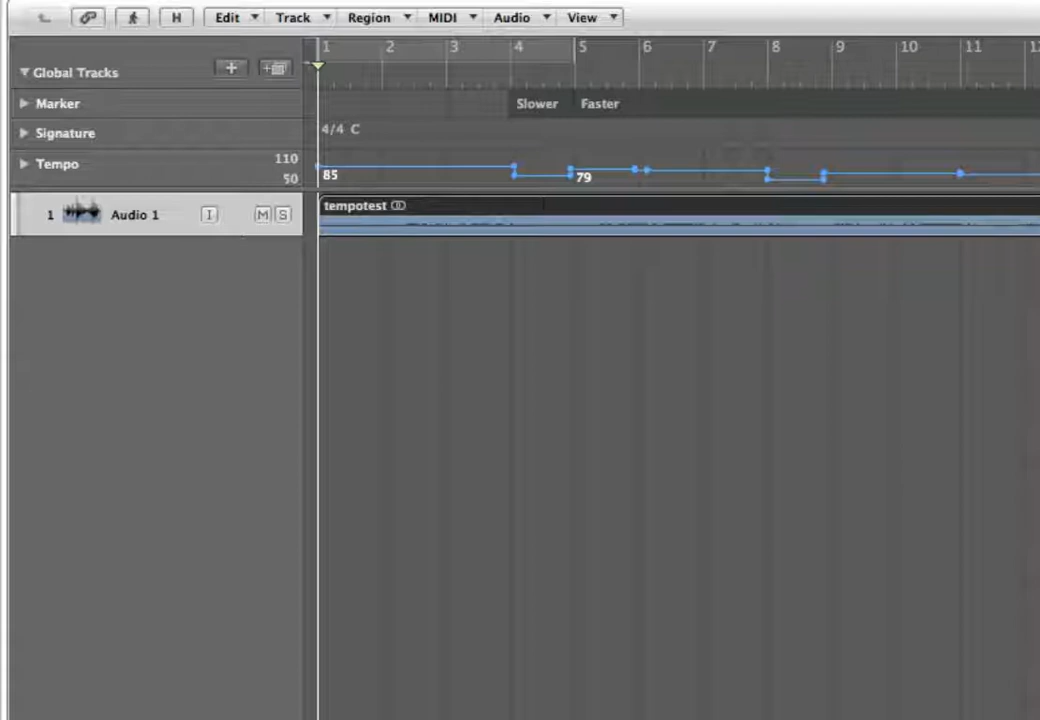 H Edit Track Region MIDI Audio View
1 2 3 4 5 6 7 8 9 10 11
Global Tracks
Marker Slower Faster
Signature 4/4 C
Tempo 110 50 85 79
1 Audio 1 I M S tempotest